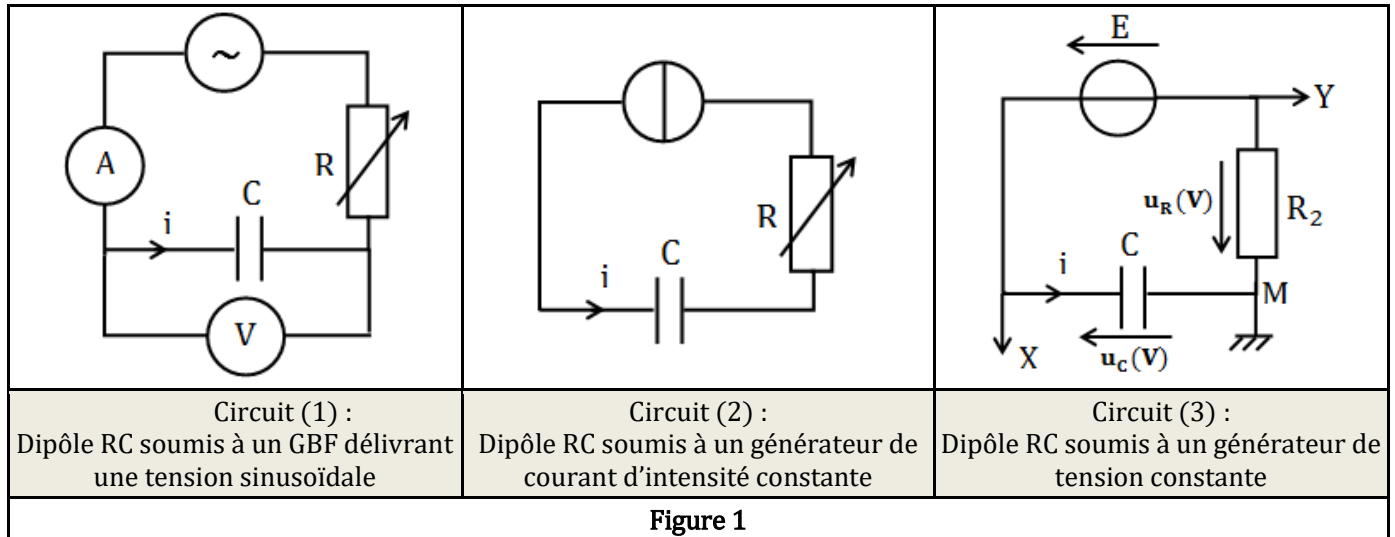 ~
A
R
i
C
V
R
C
i
E
Y
u_R(V)
R₂
C
i
M
X
u_C(V)
Circuit (1) :
Dipôle RC soumis à un GBF délivrant
une tension sinusoïdale
Circuit (2) :
Dipôle RC soumis à un générateur de
courant d'intensité constante
Circuit (3) :
Dipôle RC soumis à un générateur de
tension constante
Figure 1